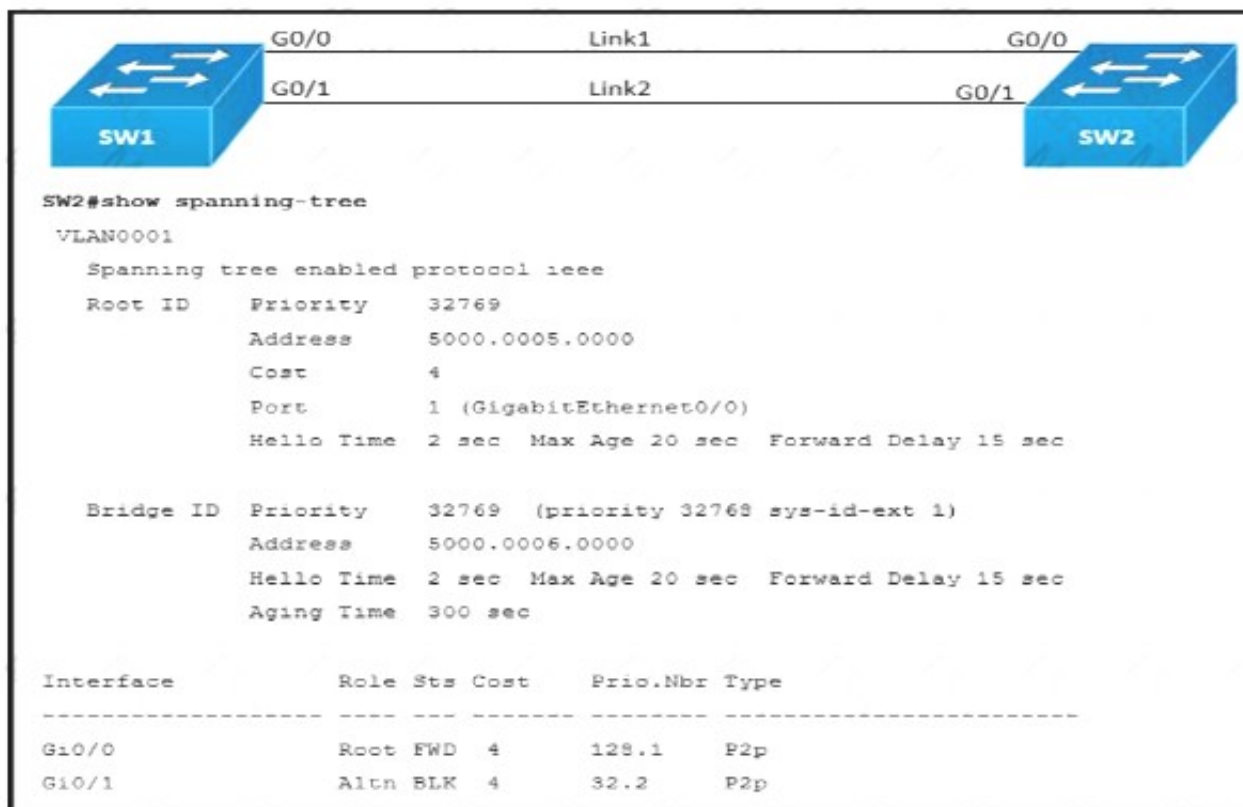 G0/0 Link1 G0/0
G0/1 Link2 G0/1
SW1 SW2
SW2#show spanning-tree
VLAN0001
Spanning tree enabled protocol ieee
Root ID Priority 32769
Address 5000.0005.0000
Cost 4
Port 1 (GigabitEthernet0/0)
Hello Time 2 sec Max Age 20 sec Forward Delay 15 sec
Bridge ID Priority 32769 (priority 32768 sys-id-ext 1)
Address 5000.0006.0000
Hello Time 2 sec Max Age 20 sec Forward Delay 15 sec
Aging Time 300 sec
Interface Role Sts Cost Prio.Nbr Type
------------------- ---- --- ------- -------- ------------------------
Gi0/0 Root FWD 4 128.1 P2p
Gi0/1 Altn BLK 4 32.2 P2p